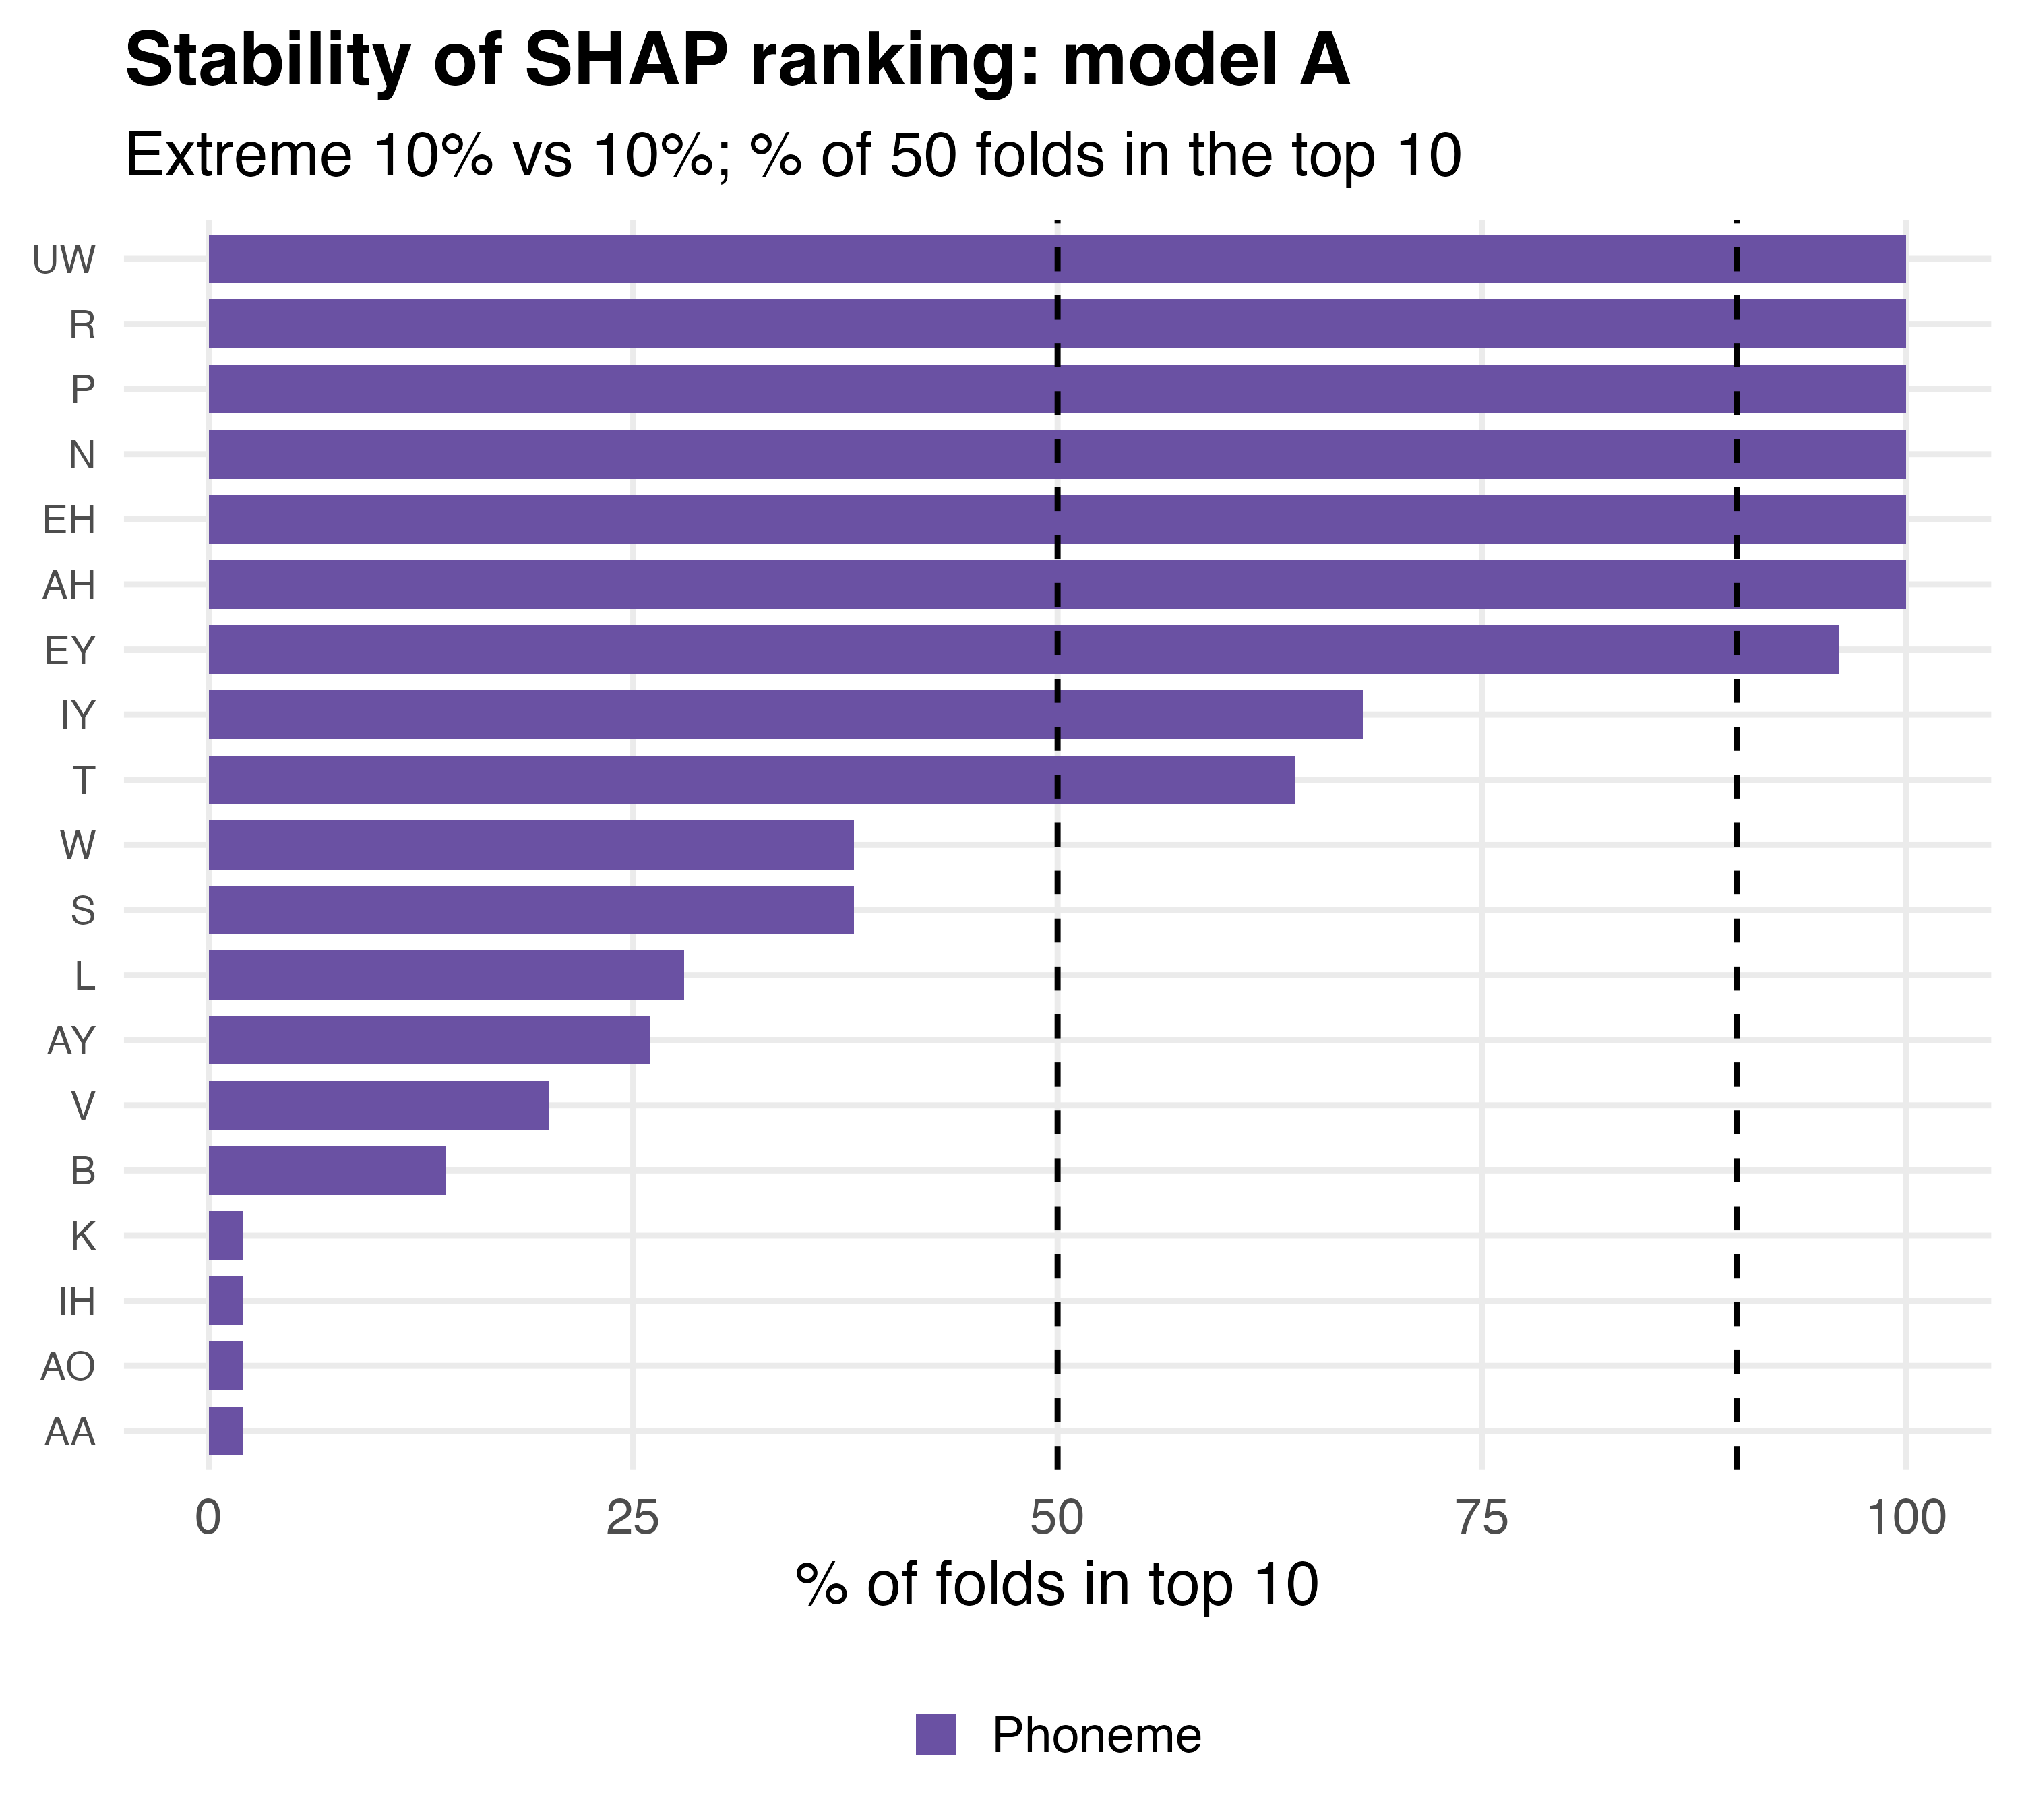 Stability of SHAP ranking: model A
Extreme 10% vs 10%; % of 50 folds in the top 10
UW
R
P
N
EH
AH
EY
IY
T
W
S
L
AY
V
B
K
IH
AO
AA
0 25 50 75 100
% of folds in top 10
Phoneme